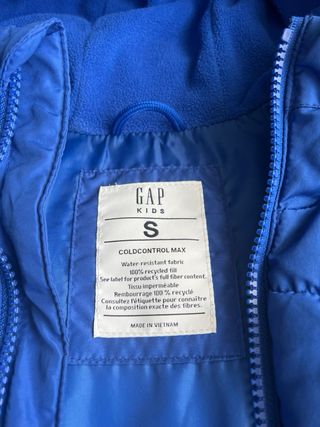 GAP
KIDS
S
COLDCONTROL MAX
Water-resistant fabric
100% recycled fill
See label for product's full fiber content.
Tissu imperméable
Rembourrage 100 % recyclé
Consultez l'étiquette pour connaître
la composition exacte des fibres.
MADE IN VIETNAM